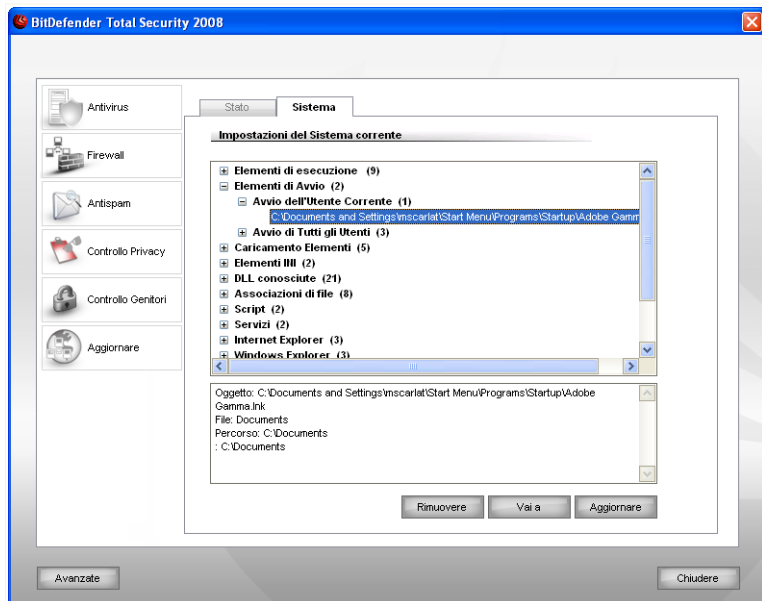 BitDefender Total Security 2008
Antivirus
Firewall
Antispam
Controllo Privacy
Controllo Genitori
Aggiornare
Stato
Sistema
Impostazioni del Sistema corrente
Elementi di esecuzione (9)
Elementi di Avvio (2)
Avvio dell'Utente Corrente (1)
C:\Documents and Settings\mscarlat\Start Menu\Programs\Startup\Adobe Gamm
Avvio di Tutti gli Utenti (3)
Caricamento Elementi (5)
Elementi INI (2)
DLL conosciute (21)
Associazioni di file (8)
Script (2)
Servizi (2)
Internet Explorer (3)
Windows Explorer (3)
Oggetto: C:\Documents and Settings\mscarlat\Start Menu\Programs\Startup\Adobe
Gamma.lnk
File: Documents
Percorso: C:\Documents
: C:\Documents
Rimuovere
Vai a
Aggiornare
Avanzate
Chiudere